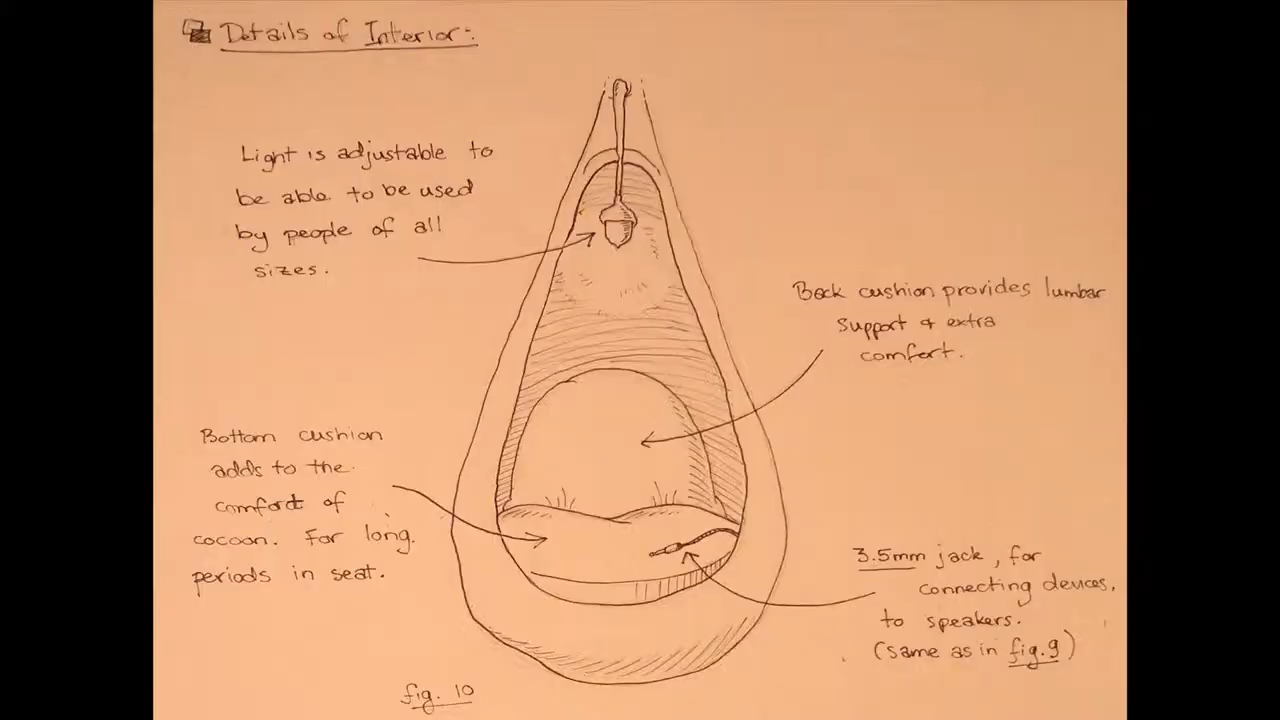 Details of Interior:
Light is adjustable to
be able to be used
by people of all
sizes.
Back cushion provides lumbar
support & extra
comfort.
Bottom cushion
adds to the
comfort of
cocoon. For long
periods in seat.
3.5mm jack, for
connecting devices,
to speakers.
(same as in fig.9)
fig. 10